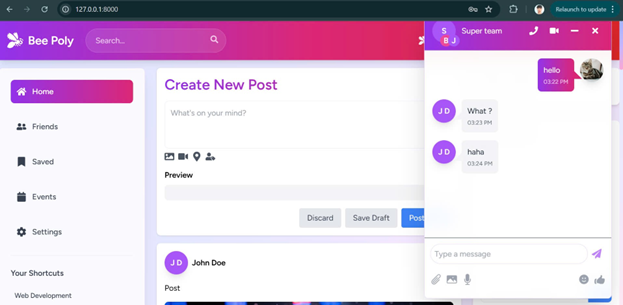 127.0.0.1:8000
Relaunch to update
Bee Poly
Search...
Home
Friends
Saved
Events
Settings
Your Shortcuts
Web Development
Create New Post
What's on your mind?
Preview
Discard
Save Draft
Post
J D
John Doe
Post
S
B
J
Super team
hello
03:22 PM
J D
What ?
03:23 PM
J D
haha
03:24 PM
Type a message